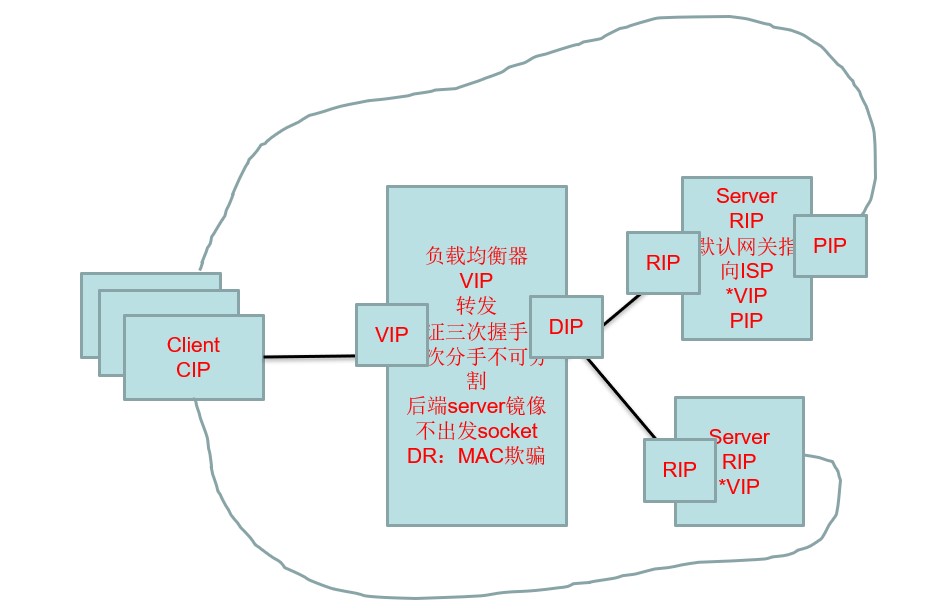 Client
CIP
VIP
负载均衡器
VIP
转发
证三次握手
次分手不可分
割
后端server镜像
不出发socket
DR：MAC欺骗
DIP
RIP
Server
RIP
默认网关指
向ISP
*VIP
PIP
PIP
RIP
Server
RIP
*VIP